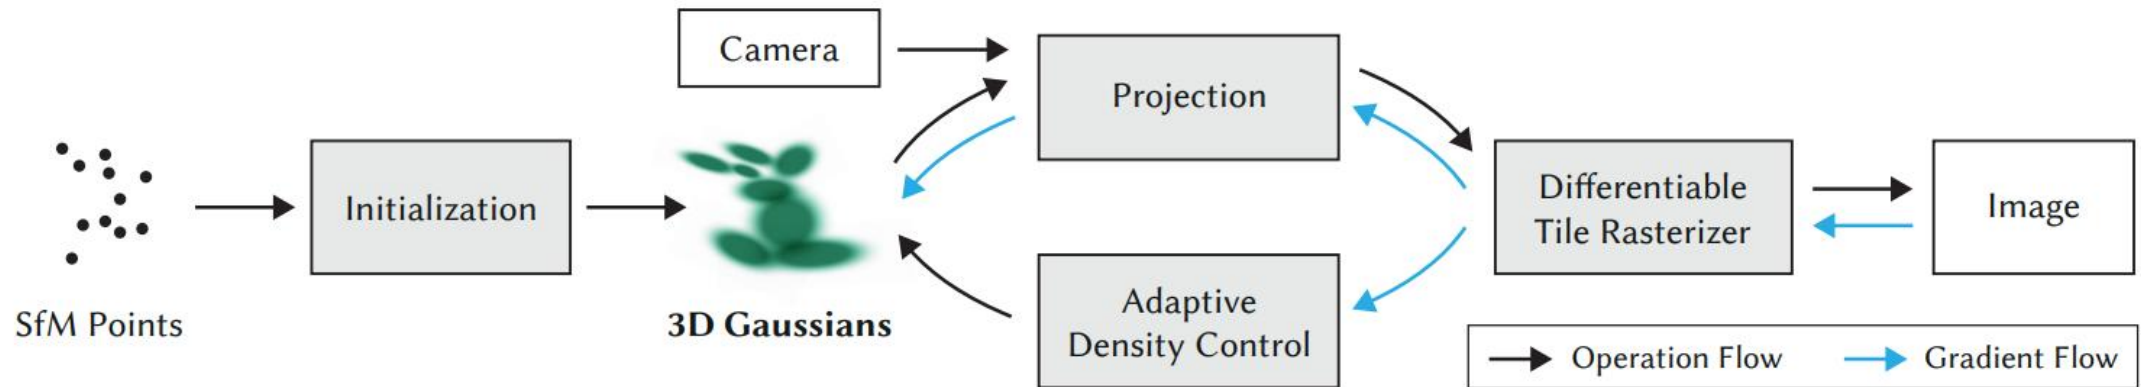 Camera
Projection
Initialization
Differentiable
Tile Rasterizer
Image
SfM Points
3D Gaussians
Adaptive
Density Control
Operation Flow
Gradient Flow